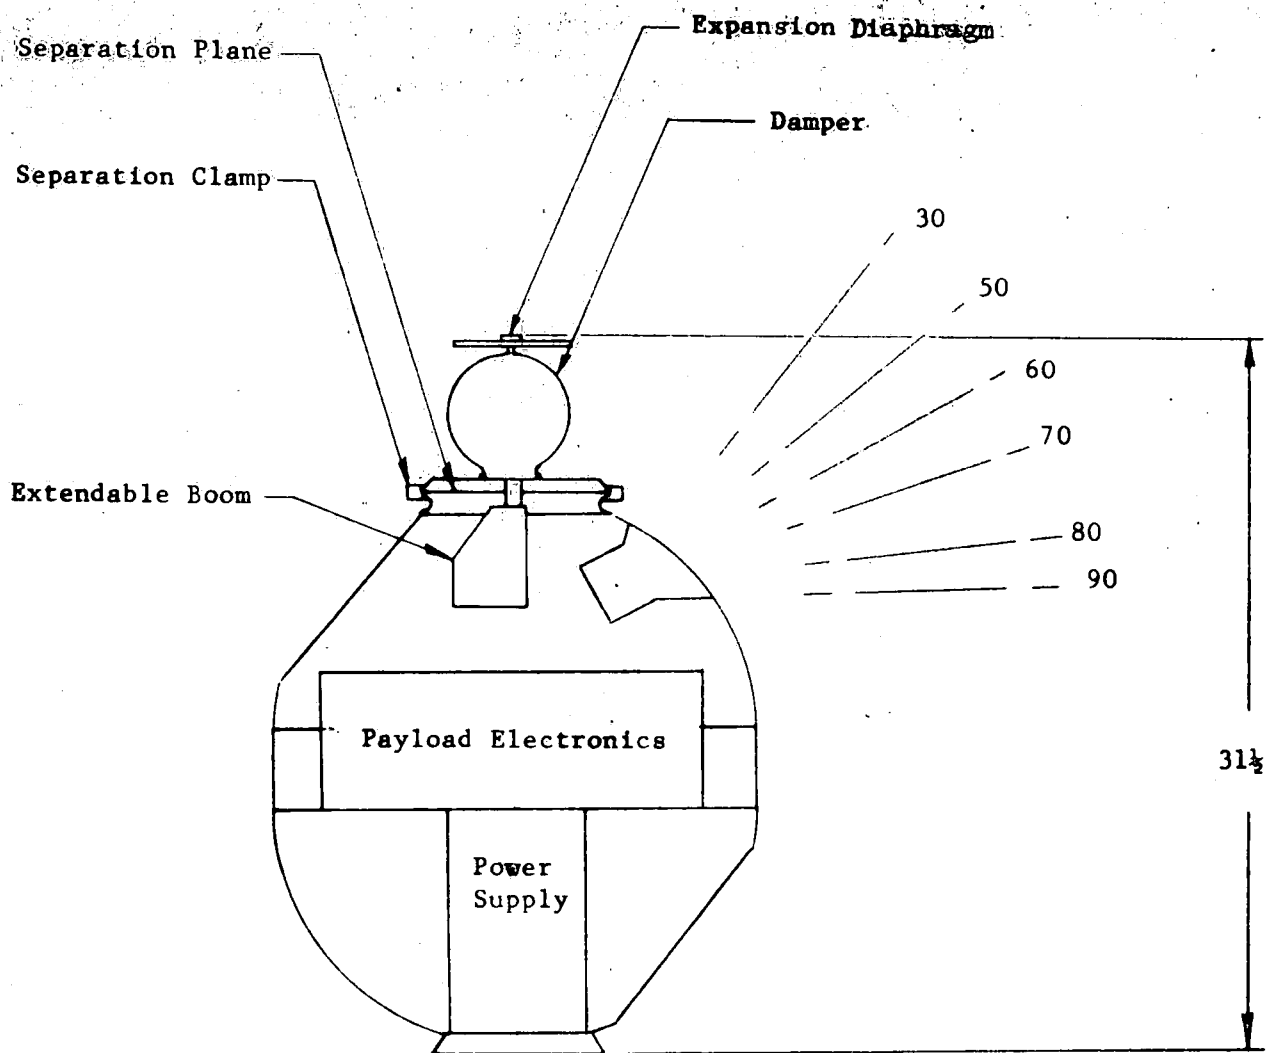 Expansion Diaphragm
Separation Plane
Damper
Separation Clamp
30
50
60
70
Extendable Boom
80
90
Payload Electronics
31½
Power
Supply